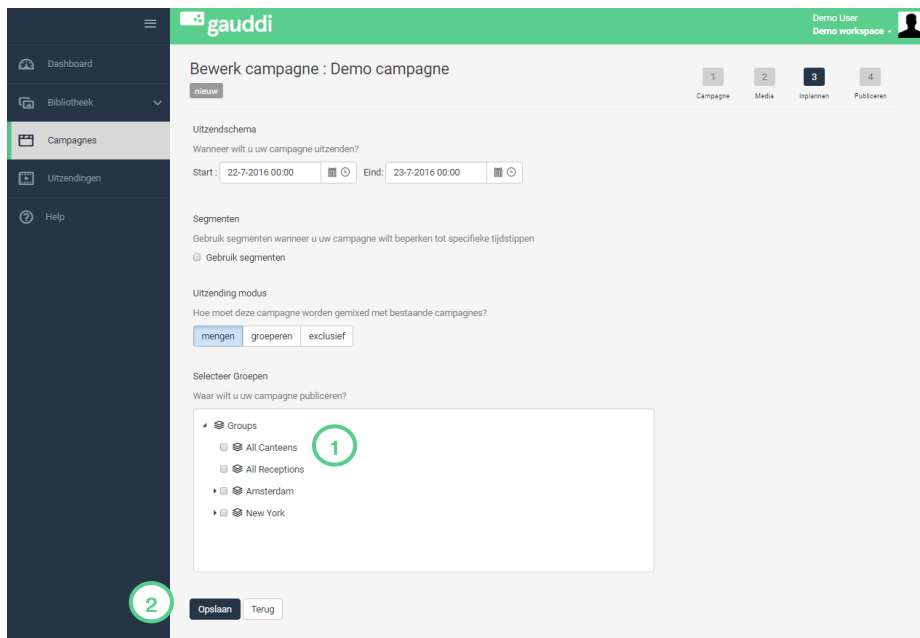 gauddi
Demo User
Demo workspace
Dashboard
Bibliotheek
Campagnes
Uitzendingen
Help
Bewerk campagne : Demo campagne
nieuw
1 2 3 4
Campagne Media Inplannen Publiceren
Uitzendschema
Wanneer wilt u uw campagne uitzenden?
Start : 22-7-2016 00:00 Eind: 23-7-2016 00:00
Segmenten
Gebruik segmenten wanneer u uw campagne wilt beperken tot specifieke tijdstippen
Gebruik segmenten
Uitzending modus
Hoe moet deze campagne worden gemixed met bestaande campagnes?
mengen groeperen exclusief
Selecteer Groepen
Waar wilt u uw campagne publiceren?
Groups
All Canteens 1
All Receptions
Amsterdam
New York
2 Opslaan Terug